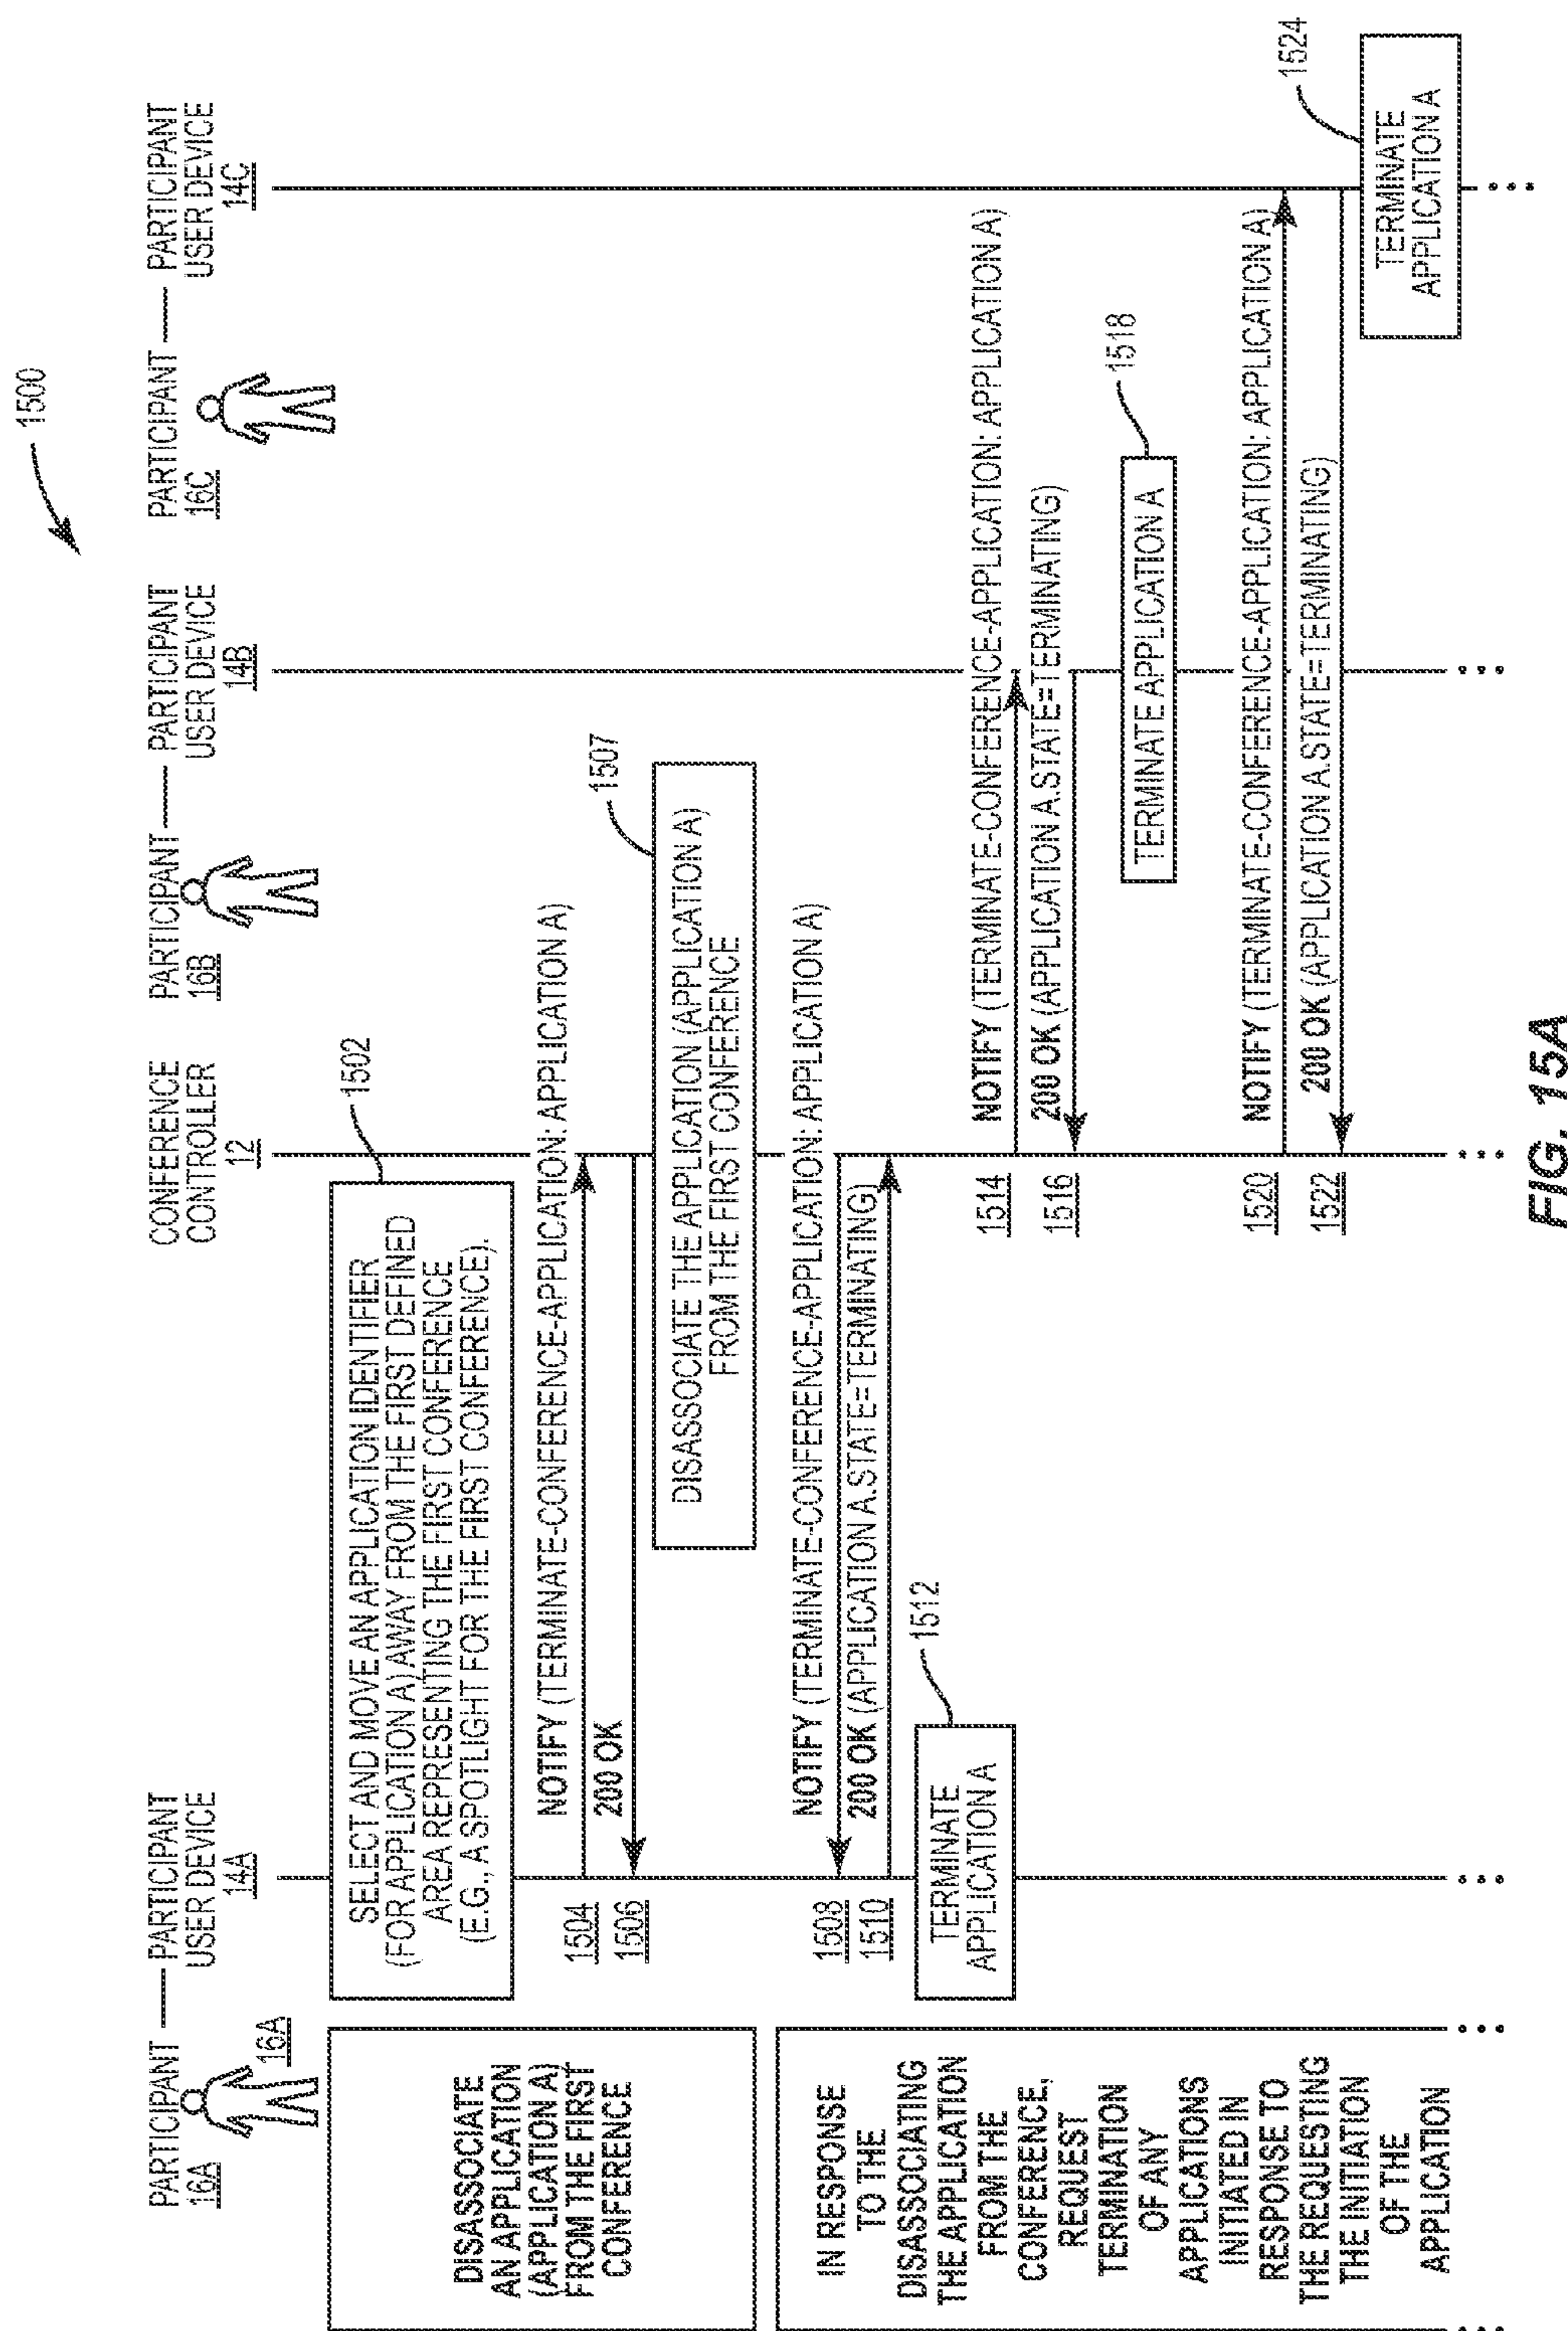 1500
PARTICIPANT
16A
16A
PARTICIPANT
USER DEVICE
14A
CONFERENCE
CONTROLLER
12
PARTICIPANT
16B
PARTICIPANT
USER DEVICE
14B
PARTICIPANT
16C
PARTICIPANT
USER DEVICE
14C
DISASSOCIATE
AN APPLICATION
(APPLICATION A)
FROM THE FIRST
CONFERENCE
SELECT AND MOVE AN APPLICATION IDENTIFIER
(FOR APPLICATION A) AWAY FROM THE FIRST DEFINED
AREA REPRESENTING THE FIRST CONFERENCE
(E.G., A SPOTLIGHT FOR THE FIRST CONFERENCE).
1502
NOTIFY (TERMINATE-CONFERENCE-APPLICATION: APPLICATION A)
1504
200 OK
1506
DISASSOCIATE THE APPLICATION (APPLICATION A)
FROM THE FIRST CONFERENCE
1507
IN RESPONSE
TO THE
DISASSOCIATING
THE APPLICATION
FROM THE
CONFERENCE,
REQUEST
TERMINATION
OF ANY
APPLICATIONS
INITIATED IN
RESPONSE TO
THE REQUESTING
THE INITIATION
OF THE
APPLICATION
NOTIFY (TERMINATE-CONFERENCE-APPLICATION: APPLICATION A)
1508
200 OK (APPLICATION A.STATE=TERMINATING)
1510
TERMINATE
APPLICATION A
1512
NOTIFY (TERMINATE-CONFERENCE-APPLICATION: APPLICATION A)
1514
200 OK (APPLICATION A.STATE=TERMINATING)
1516
TERMINATE APPLICATION A
1518
NOTIFY (TERMINATE-CONFERENCE-APPLICATION: APPLICATION A)
1520
200 OK (APPLICATION A.STATE=TERMINATING)
1522
TERMINATE
APPLICATION A
1524
FIG. 15A